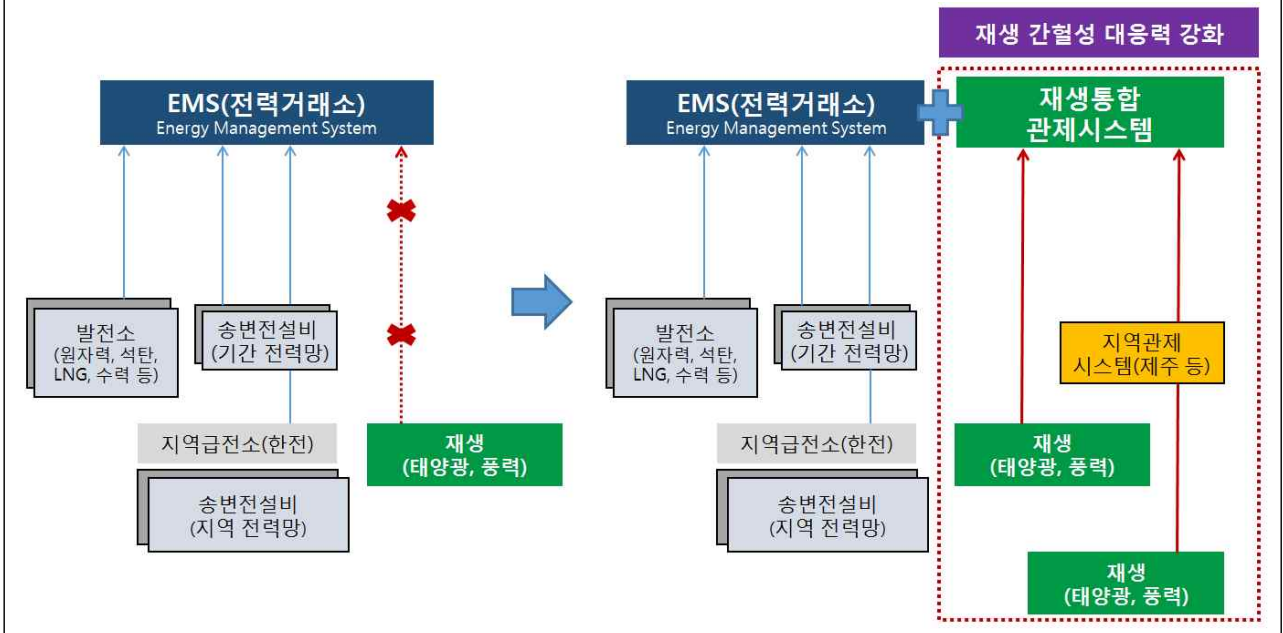 재생 간헐성 대응력 강화
EMS(전력거래소)
Energy Management System
발전소
(원자력, 석탄,
LNG, 수력 등)
송변전설비
(기간 전력망)
지역급전소(한전)
송변전설비
(지역 전력망)
재생
(태양광, 풍력)
EMS(전력거래소)
Energy Management System
재생통합
관제시스템
발전소
(원자력, 석탄,
LNG, 수력 등)
송변전설비
(기간 전력망)
지역관제
시스템(제주 등)
지역급전소(한전)
송변전설비
(지역 전력망)
재생
(태양광, 풍력)
재생
(태양광, 풍력)